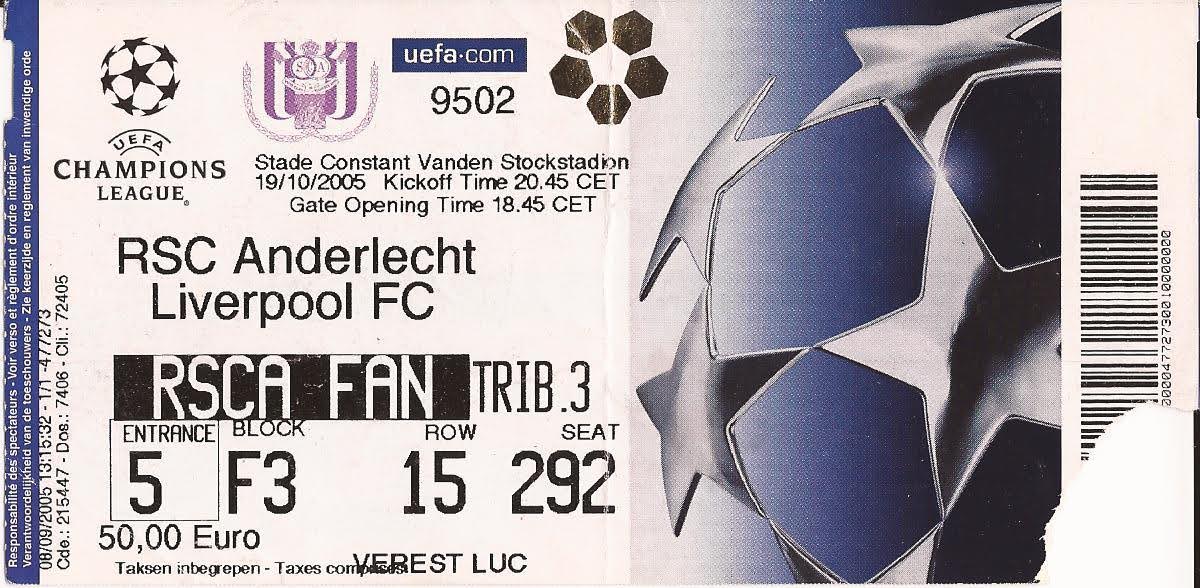 Responsabilité des spectateurs - Voir verso et règlement d'ordre intérieur
Verantwoordelijkheid van de toeschouwers - Zie keerzijde en reglement van inwendige orde
08/09/2005 13:15:32 - 1/1 -477273
Cde.: 215447 - Dos.: 7406 - Cli.: 72405
UEFA
CHAMPIONS
LEAGUE®
SCA
uefa.com
9502
Stade Constant Vanden Stockstadion
19/10/2005 Kickoff Time 20.45 CET
Gate Opening Time 18.45 CET
RSC Anderlecht
Liverpool FC
RSCA FAN TRIB.3
ENTRANCE BLOCK ROW SEAT
5 F3 15 292
50,00 Euro
Taksen inbegrepen - Taxes comprises
VEREST LUC